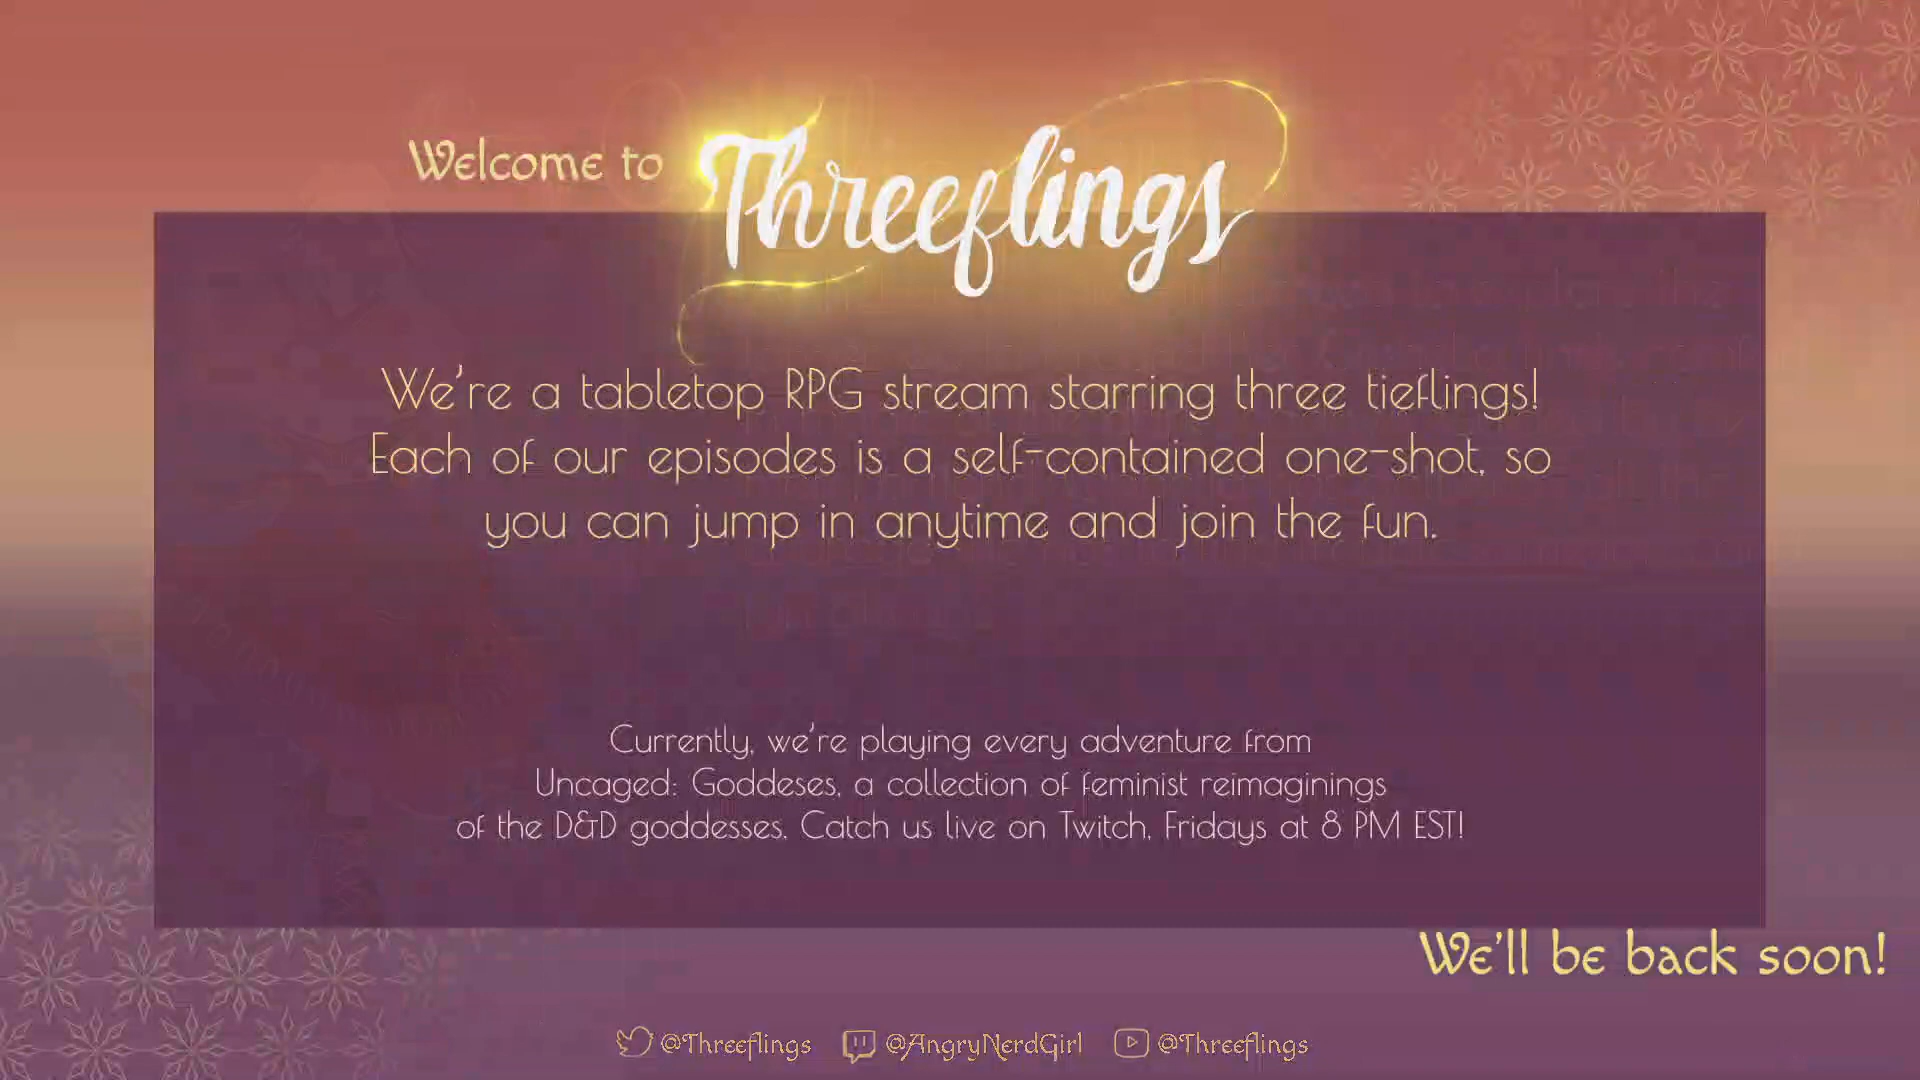 Welcome to Threeflings
We're a tabletop RPG stream starring three tieflings!
Each of our episodes is a self-contained one-shot, so
you can jump in anytime and join the fun.
Currently, we're playing every adventure from
Uncaged: Goddeses, a collection of feminist reimaginings
of the D&D goddesses. Catch us live on Twitch, Fridays at 8 PM EST!
We'll be back soon!
@Threeflings @AngryNerdGirl @Threeflings